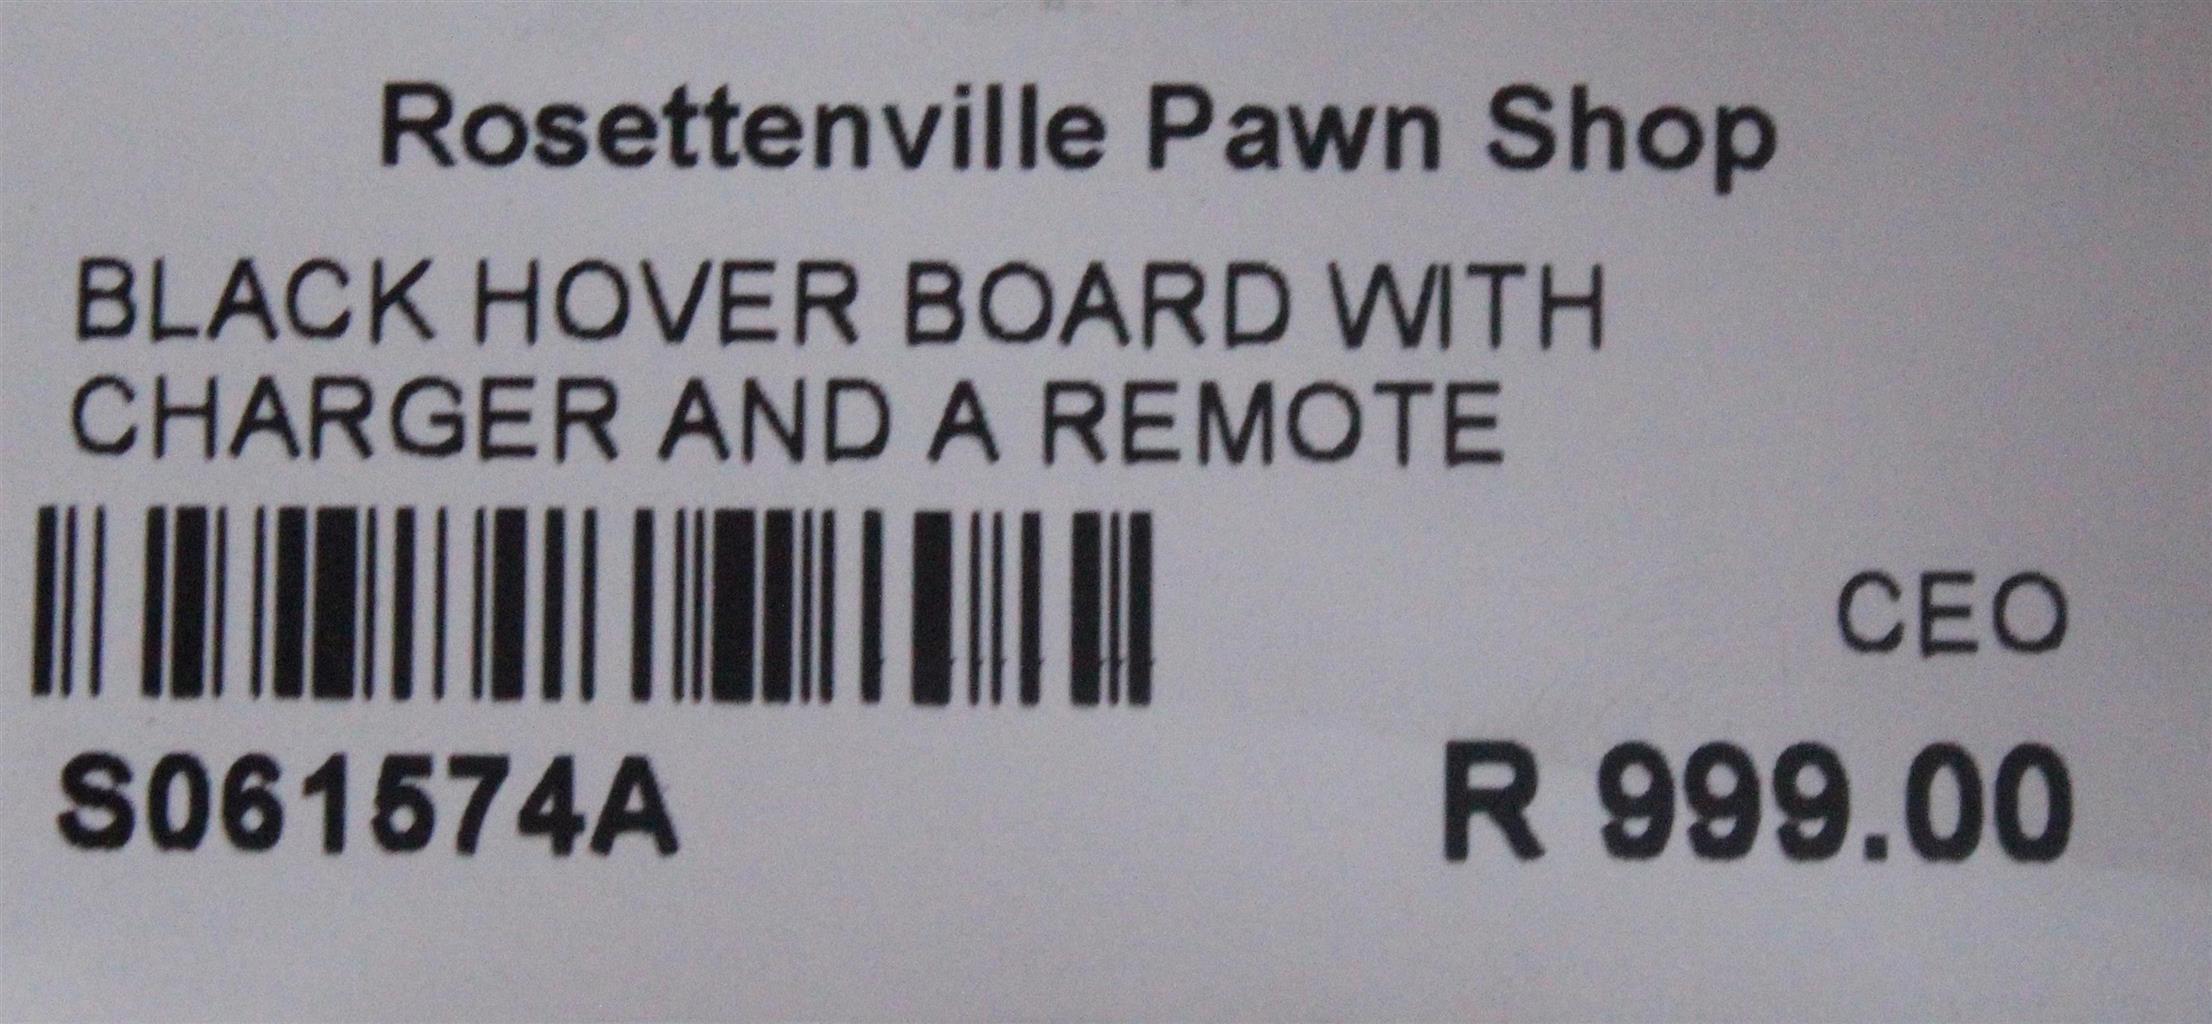 Rosettenville Pawn Shop
BLACK HOVER BOARD WITH
CHARGER AND A REMOTE
CEO
S061574A R 999.00